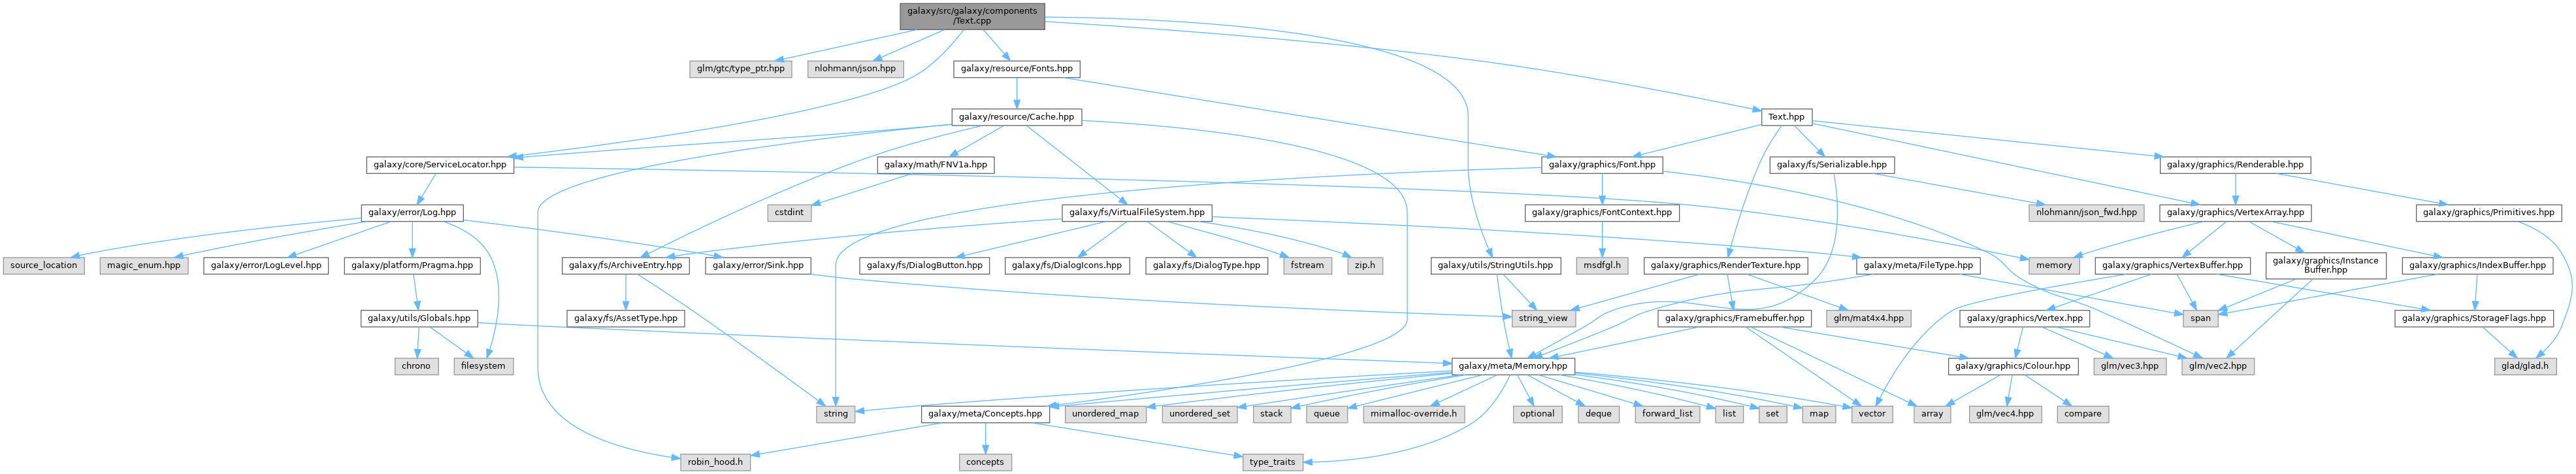 galaxy/src/galaxy/components
/Text.cpp
glm/gtc/type_ptr.hpp
nlohmann/json.hpp
galaxy/resource/Fonts.hpp
galaxy/resource/Cache.hpp
Text.hpp
galaxy/core/ServiceLocator.hpp
galaxy/math/FNV1a.hpp
galaxy/graphics/Font.hpp
galaxy/fs/Serializable.hpp
galaxy/graphics/Renderable.hpp
galaxy/error/Log.hpp
cstdint
galaxy/fs/VirtualFileSystem.hpp
galaxy/graphics/FontContext.hpp
nlohmann/json_fwd.hpp
galaxy/graphics/VertexArray.hpp
galaxy/graphics/Primitives.hpp
source_location
magic_enum.hpp
galaxy/error/LogLevel.hpp
galaxy/platform/Pragma.hpp
galaxy/fs/ArchiveEntry.hpp
galaxy/error/Sink.hpp
galaxy/fs/DialogButton.hpp
galaxy/fs/DialogIcons.hpp
galaxy/fs/DialogType.hpp
fstream
zip.h
galaxy/utils/StringUtils.hpp
msdfgl.h
galaxy/graphics/RenderTexture.hpp
galaxy/meta/FileType.hpp
memory
galaxy/graphics/VertexBuffer.hpp
galaxy/graphics/Instance
Buffer.hpp
galaxy/graphics/IndexBuffer.hpp
galaxy/utils/Globals.hpp
galaxy/fs/AssetType.hpp
string_view
galaxy/graphics/Framebuffer.hpp
glm/mat4x4.hpp
galaxy/graphics/Vertex.hpp
span
galaxy/graphics/StorageFlags.hpp
chrono
filesystem
galaxy/meta/Memory.hpp
galaxy/graphics/Colour.hpp
glm/vec3.hpp
glm/vec2.hpp
glad/glad.h
string
galaxy/meta/Concepts.hpp
unordered_map
unordered_set
stack
queue
mimalloc-override.h
optional
deque
forward_list
list
set
map
vector
array
glm/vec4.hpp
compare
robin_hood.h
concepts
type_traits